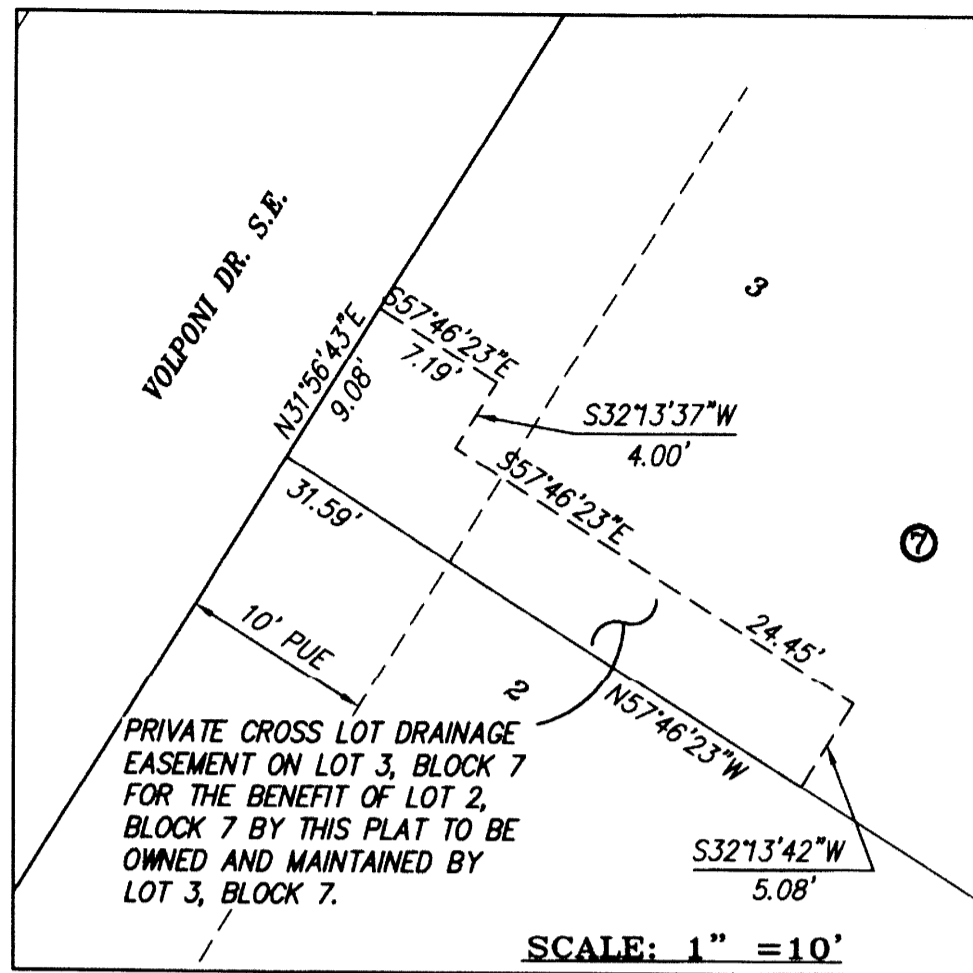 VOLPONI DR. S.E.
3
S57°46'23"E
7.19'
N31°56'43"E
9.08'
S32°13'37"W
4.00'
31.59'
S57°46'23"E
7
24.45'
10' PUE
2
N57°46'23"W
PRIVATE CROSS LOT DRAINAGE
EASEMENT ON LOT 3, BLOCK 7
FOR THE BENEFIT OF LOT 2,
BLOCK 7 BY THIS PLAT TO BE
OWNED AND MAINTAINED BY
LOT 3, BLOCK 7.
S32°13'42"W
5.08'
SCALE: 1" =10'